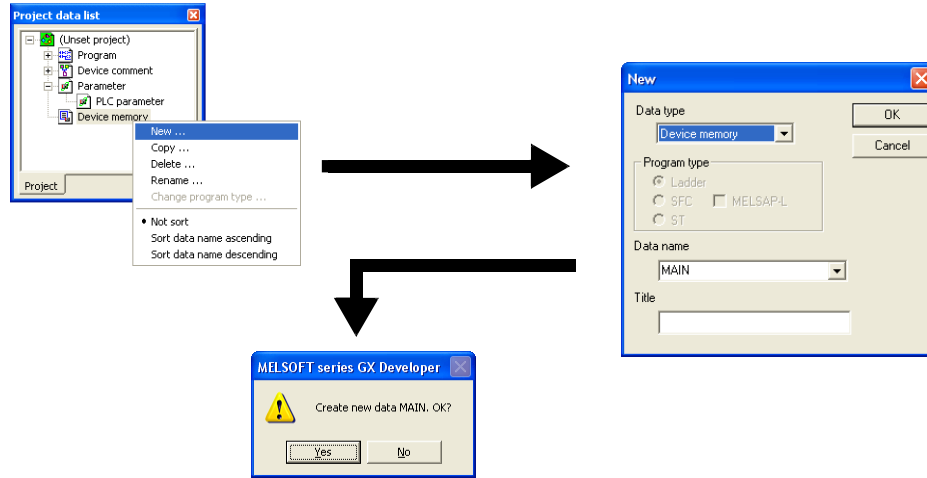 Project data list
(Unset project)
Program
Device comment
Parameter
PLC parameter
Device memory
New ...
Copy ...
Delete ...
Rename ...
Change program type ...
Not sort
Sort data name ascending
Sort data name descending
Project
New
Data type
Device memory
OK
Cancel
Program type
Ladder
SFC MELSAP-L
ST
Data name
MAIN
Title
MELSOFT series GX Developer
Create new data MAIN. OK?
Yes No